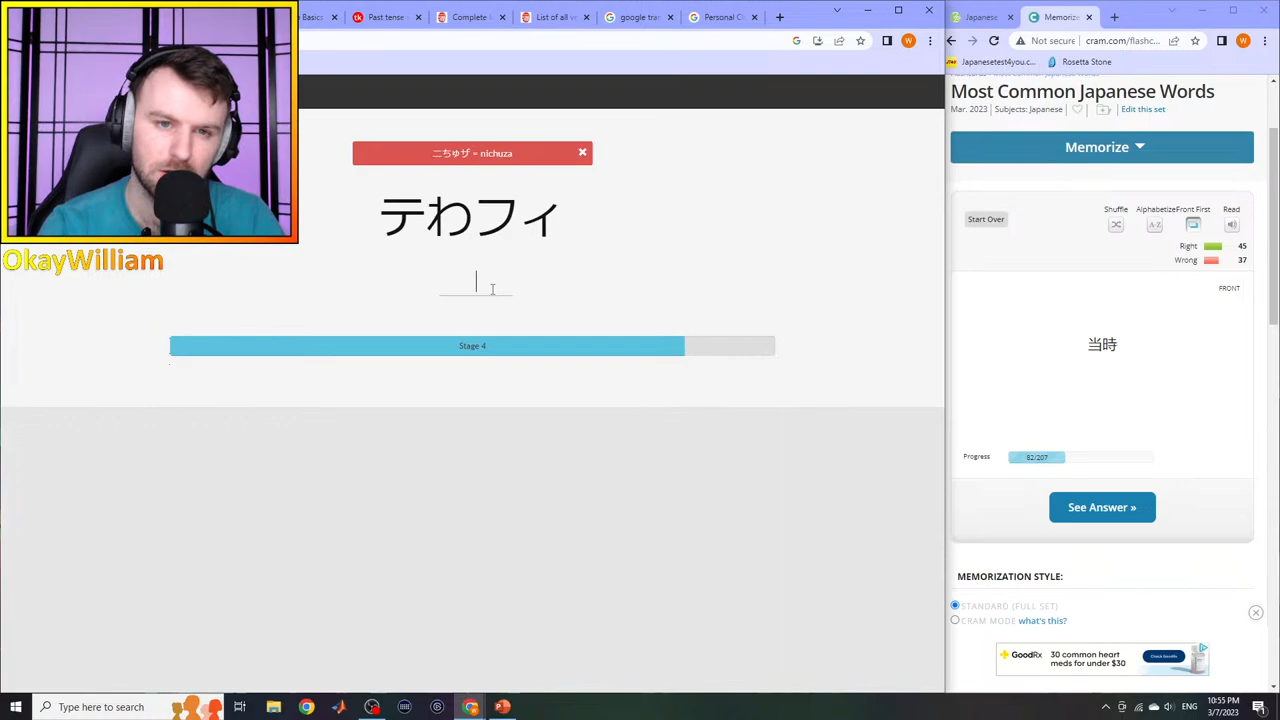 Basics
Past tense
Complete
List of all v
google tran
Personal C
Japanese
Memoriz
Not secure
cram.com/flashc...
Japanesetest4you.c...
Rosetta Stone
Most Common Japanese Words
Mar. 2023
Subjects: Japanese
Edit this set
Memorize
ニちゅザ = nichuza
テわフィ
Stage 4
OkayWilliam
Start Over
Shuffle
Alphabetize
Front First
Read
A-Z
Right 45
Wrong 37
FRONT
当時
Progress
82/207
See Answer »
MEMORIZATION STYLE:
STANDARD (FULL SET)
CRAM MODE what's this?
GoodRx
30 common heart
meds for under $30
Type here to search
ENG
10:55 PM
3/7/2023